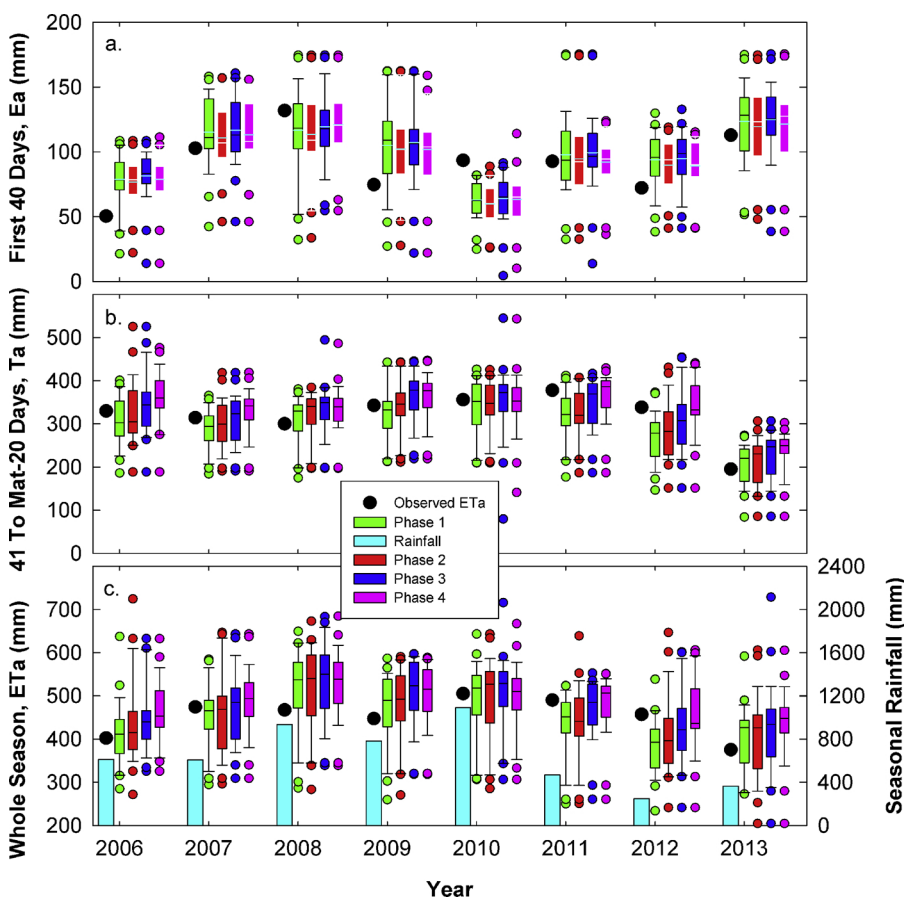 First 40 Days, Ea (mm)
200
150
100
50
0
a.
41 To Mat-20 Days, Ta (mm)
500
400
300
200
100
0
b.
Observed ETa
Phase 1
Rainfall
Phase 2
Phase 3
Phase 4
Whole Season, ETa (mm)
700
600
500
400
300
200
c.
2400
2000
1600
1200
800
400
0
Seasonal Rainfall (mm)
2006 2007 2008 2009 2010 2011 2012 2013
Year